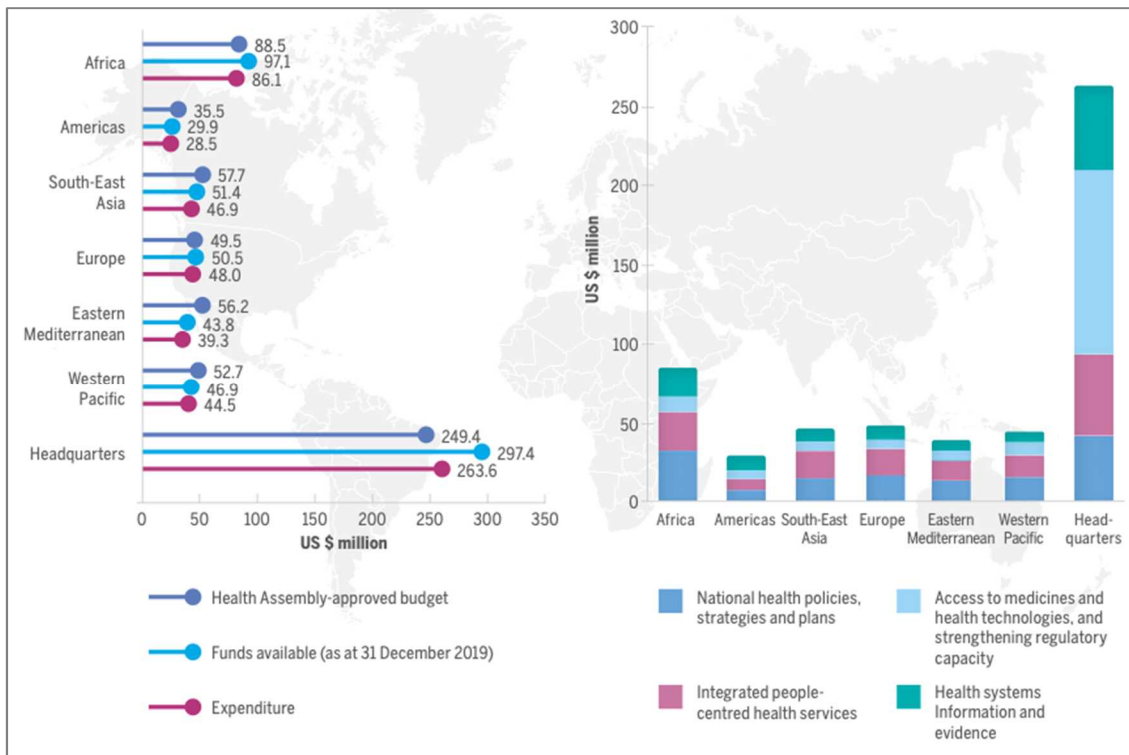 Africa
88.5
97,1
86.1
Americas
35.5
29.9
28.5
South-East
Asia
57.7
51.4
46.9
Europe
49.5
50.5
48.0
Eastern
Mediterranean
56.2
43.8
39.3
Western
Pacific
52.7
46.9
44.5
Headquarters
249.4
297.4
263.6
0 50 100 150 200 250 300 350
US $ million
Health Assembly-approved budget
Funds available (as at 31 December 2019)
Expenditure
US $ million
300
250
200
150
100
50
0
Africa
Americas
South-East
Asia
Europe
Eastern
Mediterranean
Western
Pacific
Head-
quarters
National health policies,
strategies and plans
Integrated people-
centred health services
Access to medicines and
health technologies, and
strengthening regulatory
capacity
Health systems
Information and
evidence